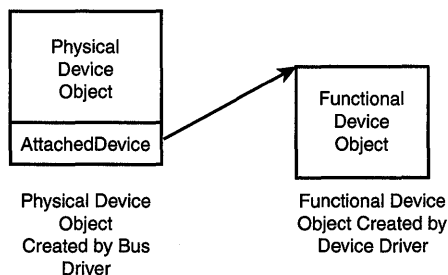 Physical
Device
Object
AttachedDevice
Functional
Device
Object
Physical Device
Object
Created by Bus
Driver
Functional Device
Object Created by
Device Driver